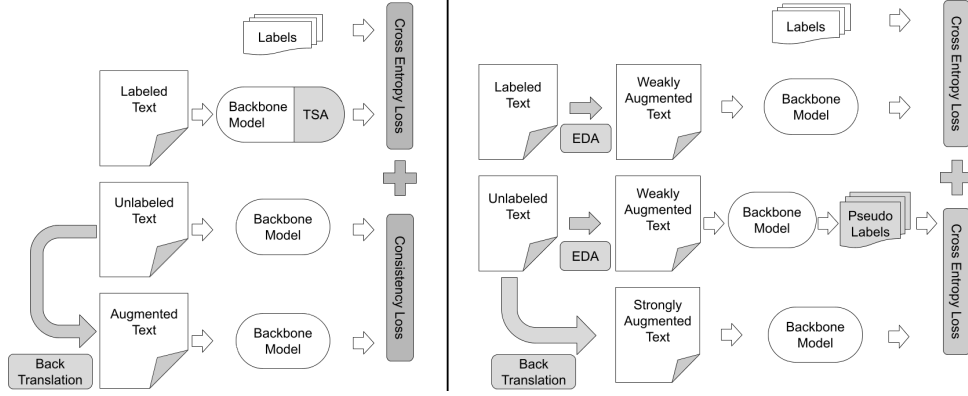 Labels
Labeled
Text
Backbone
Model
TSA
Cross Entropy Loss
Unlabeled
Text
Backbone
Model
Consistency Loss
Augmented
Text
Backbone
Model
Back
Translation
Labels
Labeled
Text
EDA
Weakly
Augmented
Text
Backbone
Model
Cross Entropy Loss
Unlabeled
Text
EDA
Weakly
Augmented
Text
Backbone
Model
Pseudo
Labels
Cross Entropy Loss
Strongly
Augmented
Text
Backbone
Model
Back
Translation